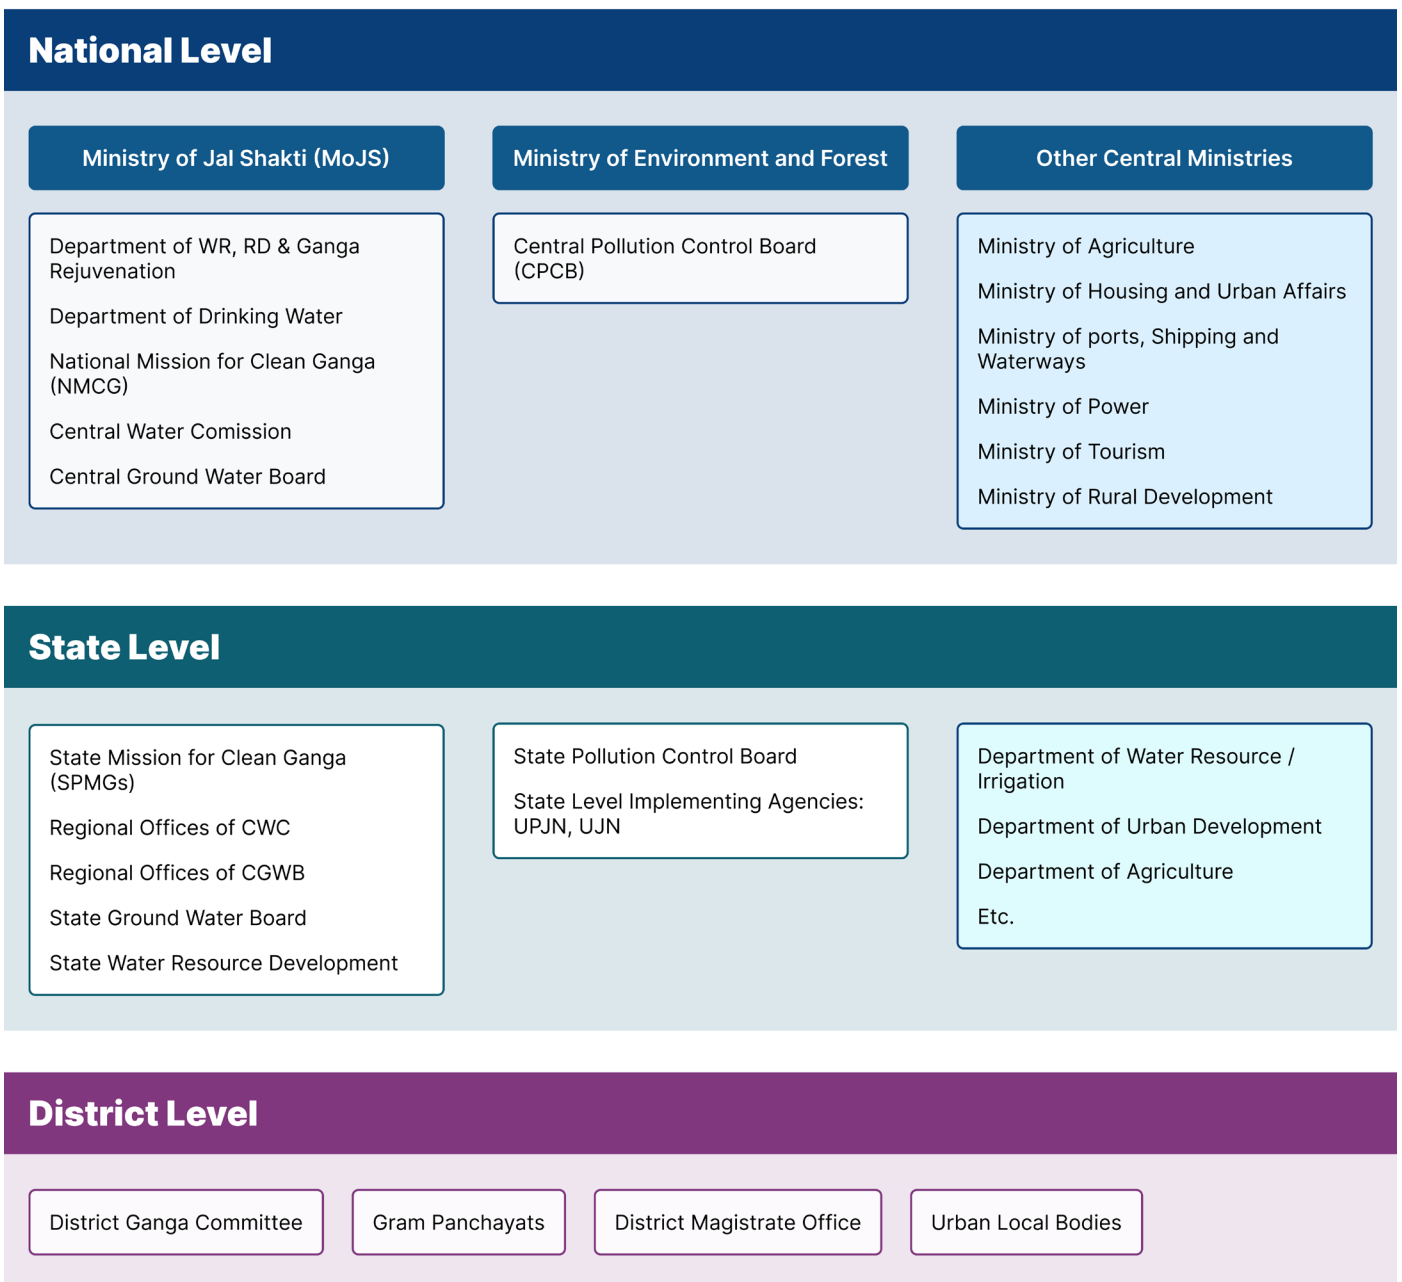 National Level
Ministry of Jal Shakti (MoJS)
Department of WR, RD & Ganga
Rejuvenation
Department of Drinking Water
National Mission for Clean Ganga
(NMCG)
Central Water Comission
Central Ground Water Board
Ministry of Environment and Forest
Central Pollution Control Board
(CPCB)
Other Central Ministries
Ministry of Agriculture
Ministry of Housing and Urban Affairs
Ministry of ports, Shipping and
Waterways
Ministry of Power
Ministry of Tourism
Ministry of Rural Development
State Level
State Mission for Clean Ganga
(SPMGs)
Regional Offices of CWC
Regional Offices of CGWB
State Ground Water Board
State Water Resource Development
State Pollution Control Board
State Level Implementing Agencies:
UPJN, UJN
Department of Water Resource /
Irrigation
Department of Urban Development
Department of Agriculture
Etc.
District Level
District Ganga Committee
Gram Panchayats
District Magistrate Office
Urban Local Bodies